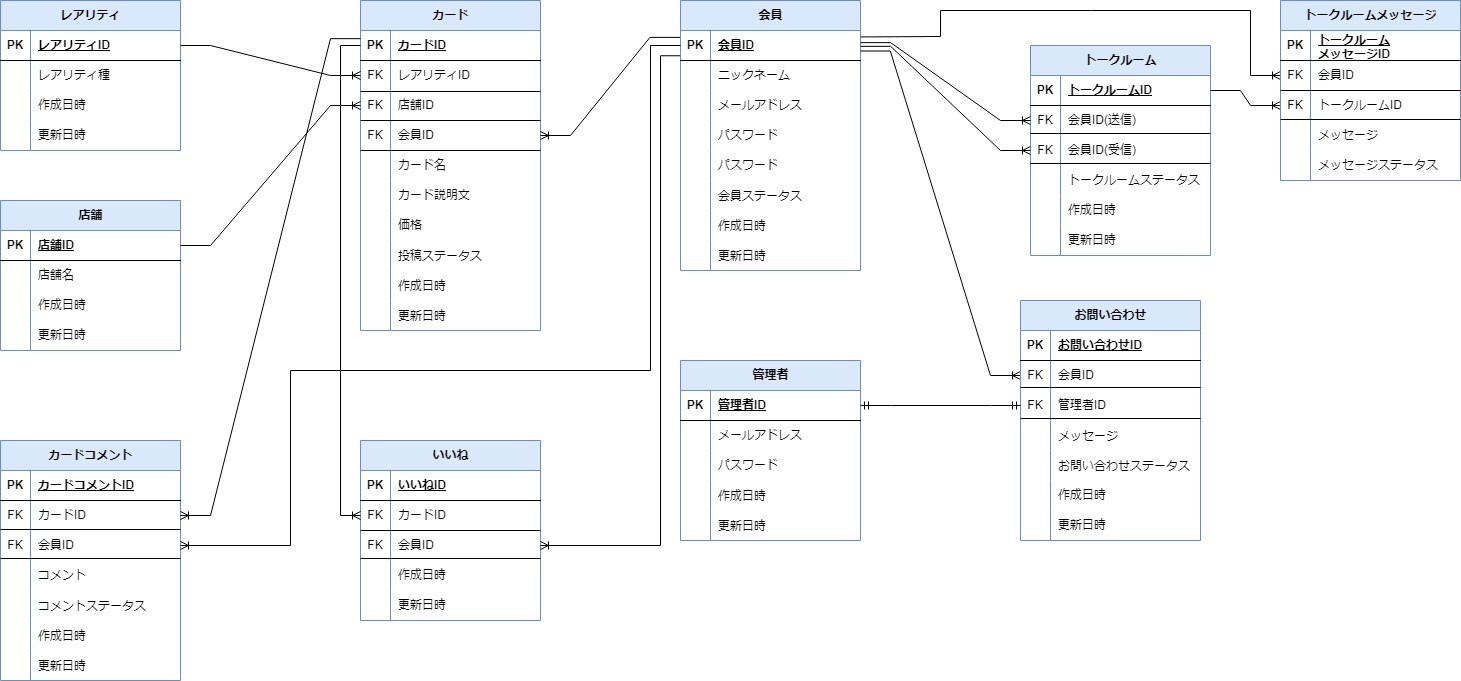 レアリティ
PK レアリティID
レアリティ種
作成日時
更新日時
店舗
PK 店舗ID
店舗名
作成日時
更新日時
カードコメント
PK カードコメントID
FK カードID
FK 会員ID
コメント
コメントステータス
作成日時
更新日時
カード
PK カードID
FK レアリティID
FK 店舗ID
FK 会員ID
カード名
カード説明文
価格
投稿ステータス
作成日時
更新日時
いいね
PK いいねID
FK カードID
FK 会員ID
作成日時
更新日時
会員
PK 会員ID
ニックネーム
メールアドレス
パスワード
パスワード
会員ステータス
作成日時
更新日時
管理者
PK 管理者ID
メールアドレス
パスワード
作成日時
更新日時
トークルーム
PK トークルームID
FK 会員ID(送信)
FK 会員ID(受信)
トークルームステータス
作成日時
更新日時
お問い合わせ
PK お問い合わせID
FK 会員ID
FK 管理者ID
メッセージ
お問い合わせステータス
作成日時
更新日時
トークルームメッセージ
PK トークルーム
メッセージID
FK 会員ID
FK トークルームID
メッセージ
メッセージステータス